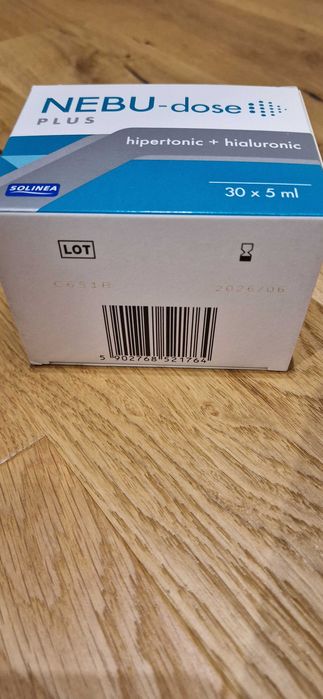 NEBU-dose
PLUS
hipertonic + hialuronic
SOLINEA
30 x 5 ml
LOT
C651B 2026/06
5 902768 521764